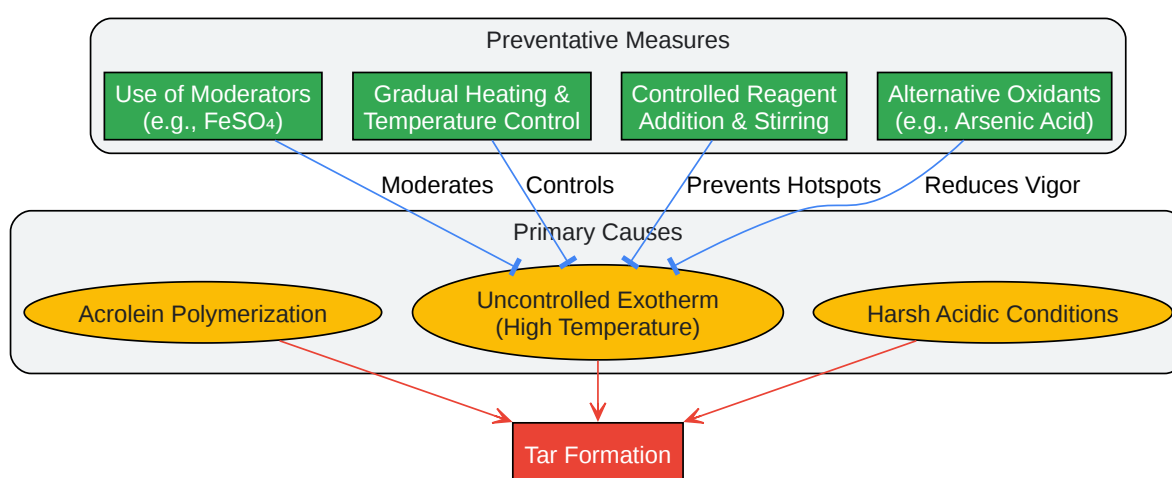 Preventative Measures
Use of Moderators
(e.g., FeSO₄)
Gradual Heating &
Temperature Control
Controlled Reagent
Addition & Stirring
Alternative Oxidants
(e.g., Arsenic Acid)
Moderates
Controls
Prevents Hotspots
Reduces Vigor
Primary Causes
Acrolein Polymerization
Uncontrolled Exotherm
(High Temperature)
Harsh Acidic Conditions
Tar Formation